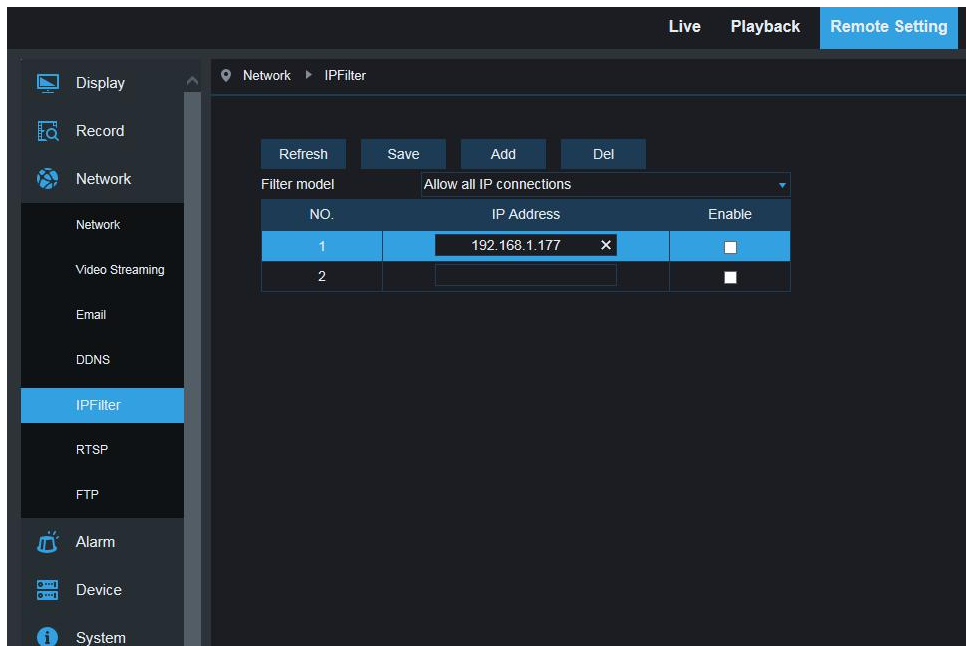 Live Playback Remote Setting
Display
Record
Network
Network
Video Streaming
Email
DDNS
IPFilter
RTSP
FTP
Alarm
Device
System
Network IPFilter
Refresh Save Add Del
Filter model Allow all IP connections
NO. IP Address Enable
1 192.168.1.177 ✕
2